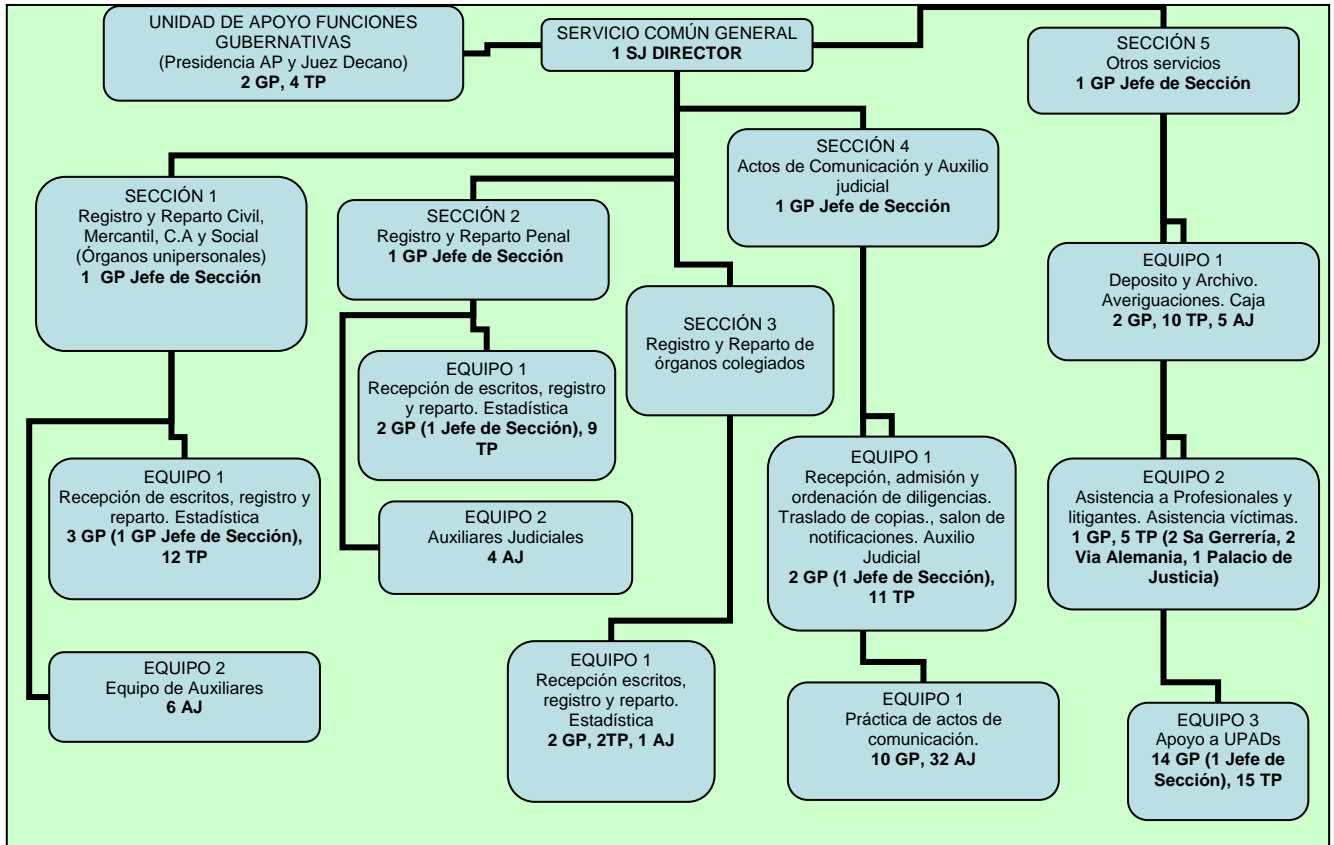 UNIDAD DE APOYO FUNCIONES
GUBERNATIVAS
(Presidencia AP y Juez Decano)
2 GP, 4 TP
SERVICIO COMÚN GENERAL
1 SJ DIRECTOR
SECCIÓN 5
Otros servicios
1 GP Jefe de Sección
SECCIÓN 1
Registro y Reparto Civil,
Mercantil, C.A y Social
(Órganos unipersonales)
1 GP Jefe de Sección
SECCIÓN 2
Registro y Reparto Penal
1 GP Jefe de Sección
SECCIÓN 3
Registro y Reparto de
órganos colegiados
SECCIÓN 4
Actos de Comunicación y Auxilio
judicial
1 GP Jefe de Sección
EQUIPO 1
Deposito y Archivo.
Averiguaciones. Caja
2 GP, 10 TP, 5 AJ
EQUIPO 1
Recepción de escritos, registro y
reparto. Estadística
3 GP (1 GP Jefe de Sección),
12 TP
EQUIPO 1
Recepción de escritos, registro
y reparto. Estadística
2 GP (1 Jefe de Sección), 9
TP
EQUIPO 2
Auxiliares Judiciales
4 AJ
EQUIPO 1
Recepción, admisión y
ordenación de diligencias.
Traslado de copias., salon de
notificaciones. Auxilio
Judicial
2 GP (1 Jefe de Sección),
11 TP
EQUIPO 2
Asistencia a Profesionales y
litigantes. Asistencia víctimas.
1 GP, 5 TP (2 Sa Gerrería, 2
Via Alemania, 1 Palacio de
Justicia)
EQUIPO 2
Equipo de Auxiliares
6 AJ
EQUIPO 1
Recepción escritos,
registro y reparto.
Estadística
2 GP, 2TP, 1 AJ
EQUIPO 1
Práctica de actos de
comunicación.
10 GP, 32 AJ
EQUIPO 3
Apoyo a UPADs
14 GP (1 Jefe de
Sección), 15 TP